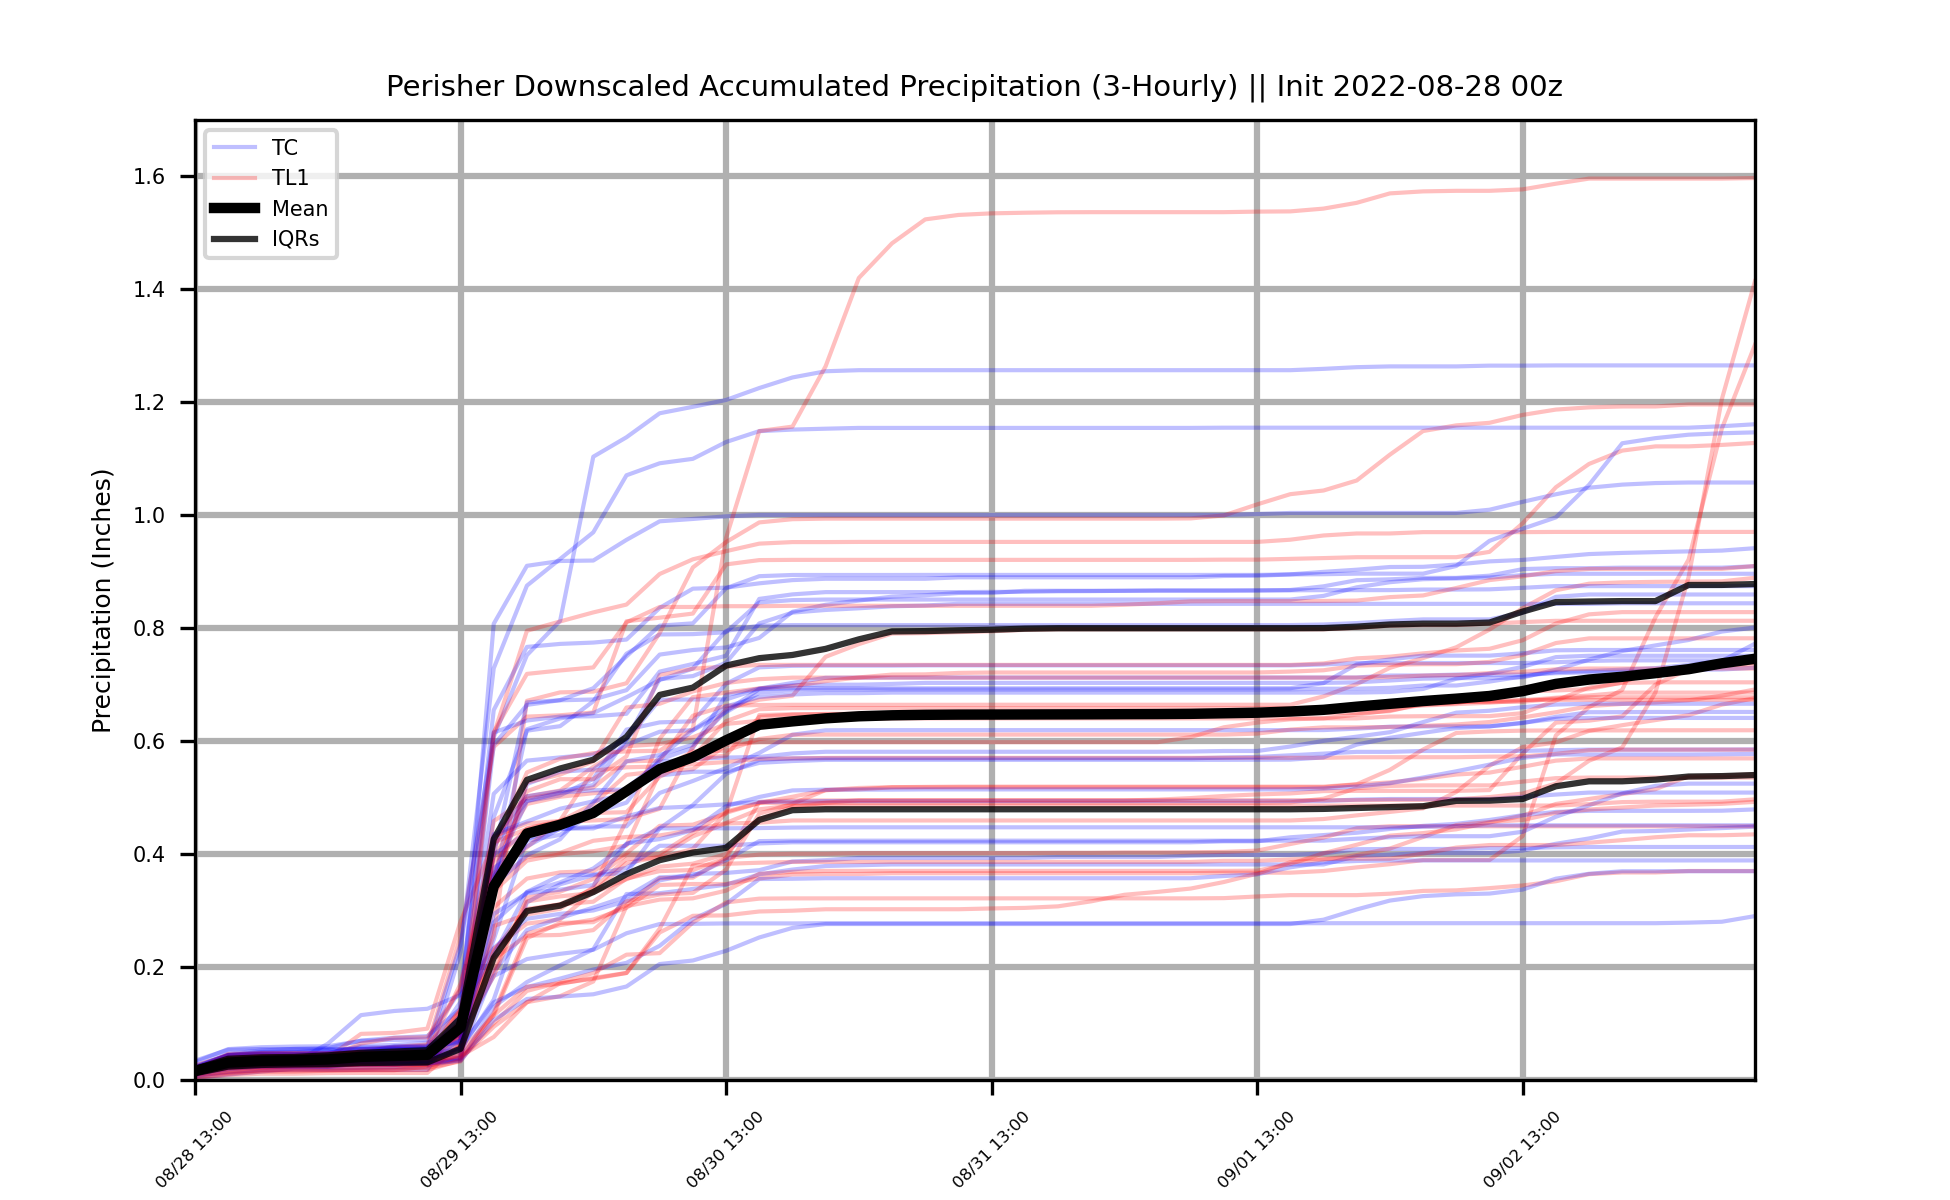 Perisher Downscaled Accumulated Precipitation (3-Hourly) || Init 2022-08-28 00z
TC
TL1
Mean
IQRs
Precipitation (Inches)
1.6
1.4
1.2
1.0
0.8
0.6
0.4
0.2
0.0
08/28 13:00
08/29 13:00
08/30 13:00
08/31 13:00
09/01 13:00
09/02 13:00